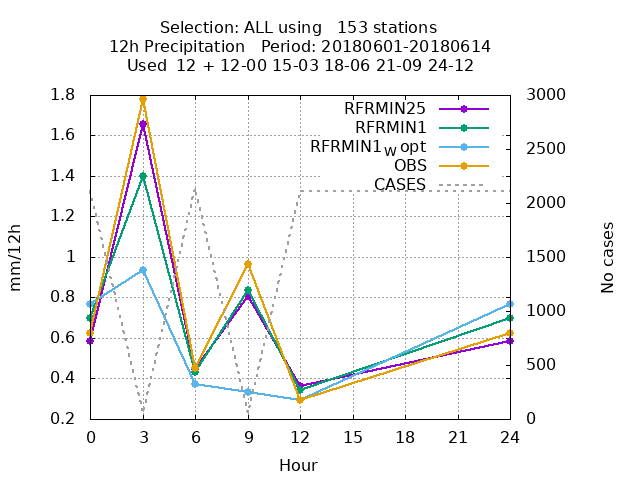 Selection: ALL using   153 stations
12h Precipitation   Period: 20180601-20180614
Used  12 + 12-00 15-03 18-06 21-09 24-12
1.8
1.6
1.4
1.2
1
0.8
0.6
0.4
0.2
mm/12h
RFRMIN25
RFRMIN1
RFRMIN1w opt
OBS
CASES
3000
2500
2000
1500
1000
500
0
No cases
0 3 6 9 12 15 18 21 24
Hour